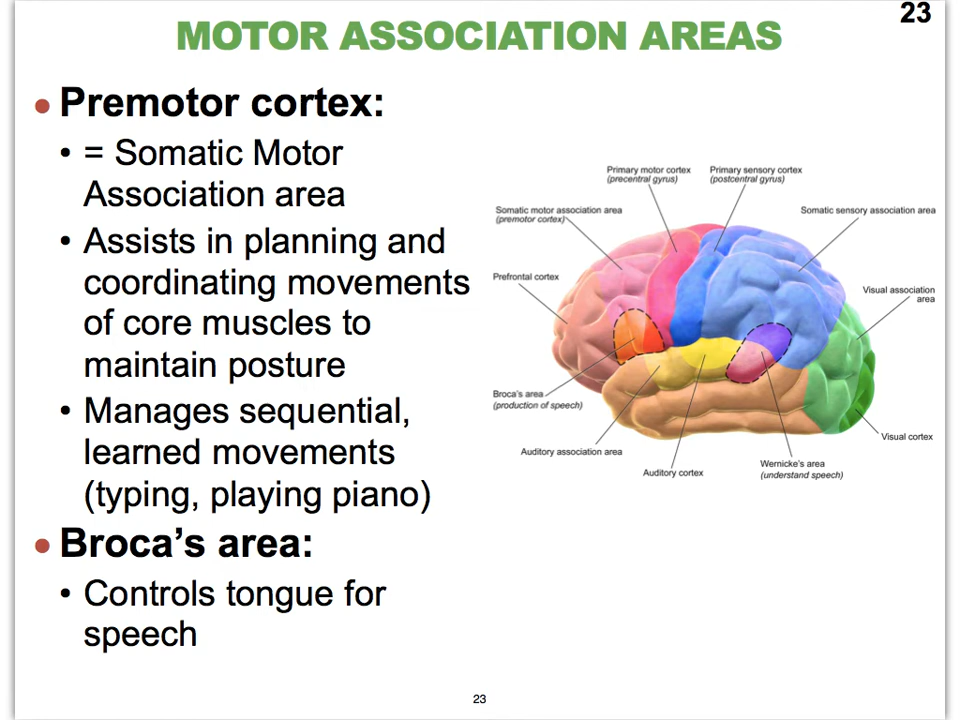 23
MOTOR ASSOCIATION AREAS
• Premotor cortex:
• = Somatic Motor
Association area
• Assists in planning and
coordinating movements
of core muscles to
maintain posture
• Manages sequential,
learned movements
(typing, playing piano)
• Broca’s area:
• Controls tongue for
speech
Primary motor cortex
(precentral gyrus)
Primary sensory cortex
(postcentral gyrus)
Somatic motor association area
(premotor cortex)
Somatic sensory association area
Prefrontal cortex
Visual association
area
Broca’s area
(production of speech)
Visual cortex
Auditory association area
Auditory cortex
Wernicke’s area
(understand speech)
23